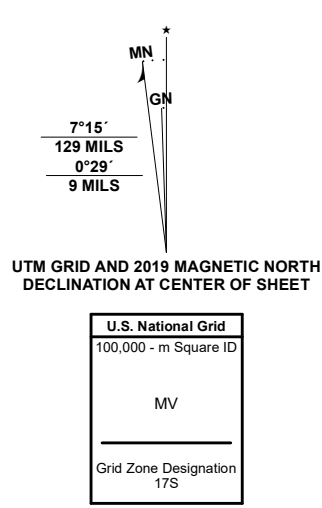 ★
MN
GN
7°15´
129 MILS
0°29´
9 MILS
UTM GRID AND 2019 MAGNETIC NORTH
DECLINATION AT CENTER OF SHEET
U.S. National Grid
100,000 - m Square ID
MV
Grid Zone Designation
17S